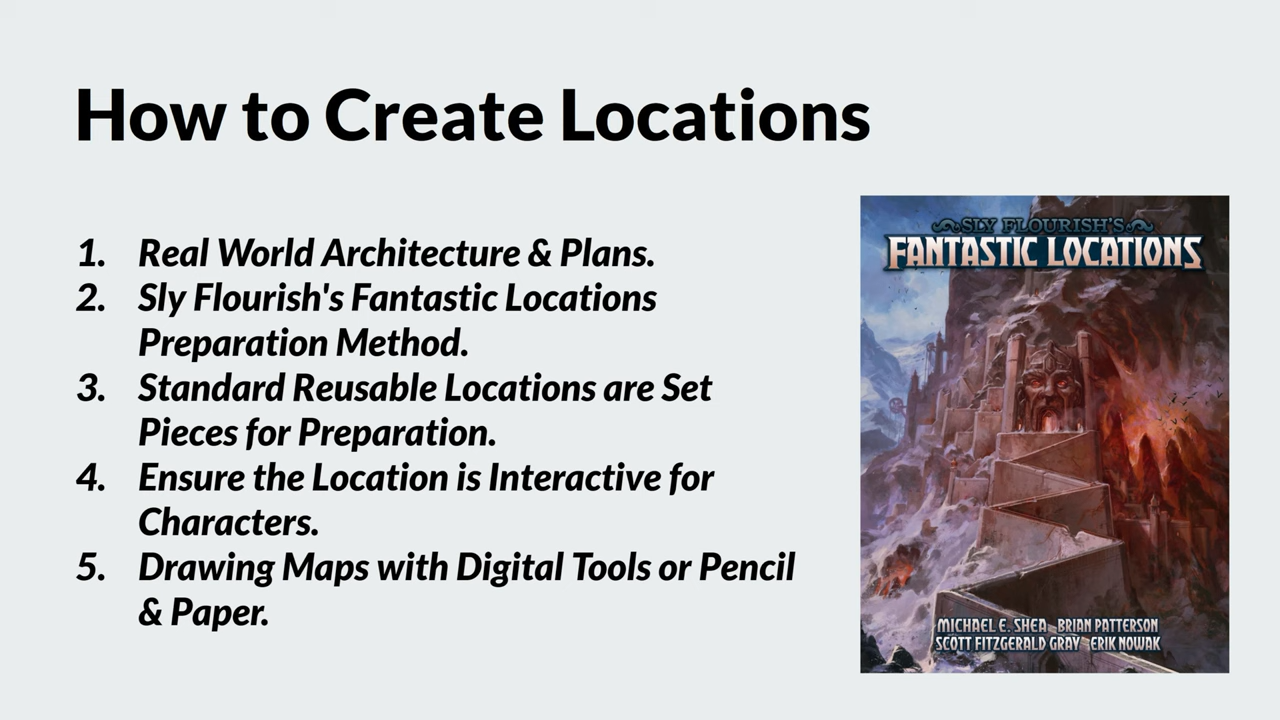 How to Create Locations
1. Real World Architecture & Plans.
2. Sly Flourish's Fantastic Locations
Preparation Method.
3. Standard Reusable Locations are Set
Pieces for Preparation.
4. Ensure the Location is Interactive for
Characters.
5. Drawing Maps with Digital Tools or Pencil
& Paper.
SLY FLOURISH'S
FANTASTIC LOCATIONS
MICHAEL E. SHEA BRIAN PATTERSON
SCOTT FITZGERALD GRAY ERIK NOWAK